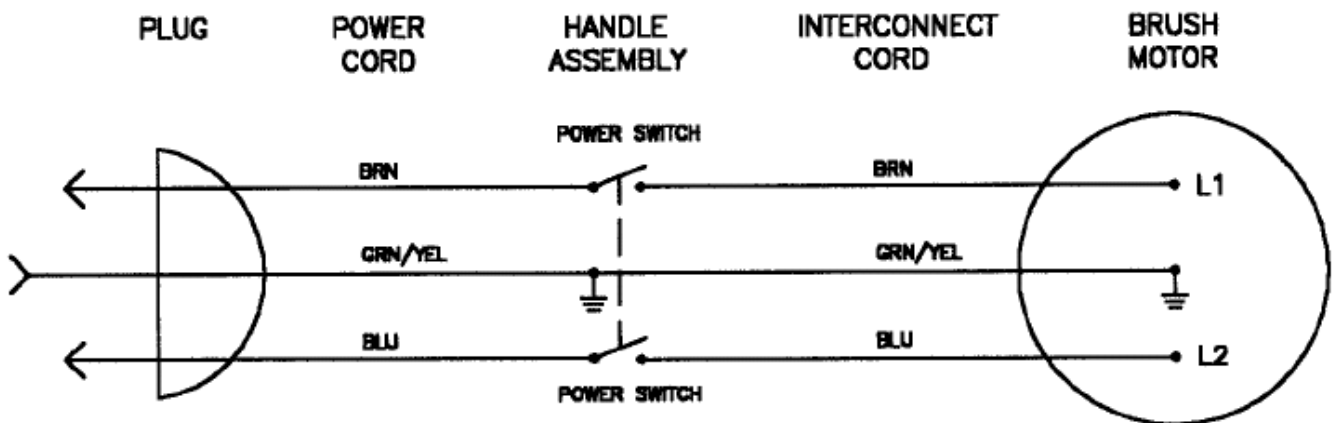 PLUG
POWER
CORD
HANDLE
ASSEMBLY
INTERCONNECT
CORD
BRUSH
MOTOR
POWER SWITCH
BRN
BRN
L1
GRN/YEL
GRN/YEL
BLU
BLU
L2
POWER SWITCH